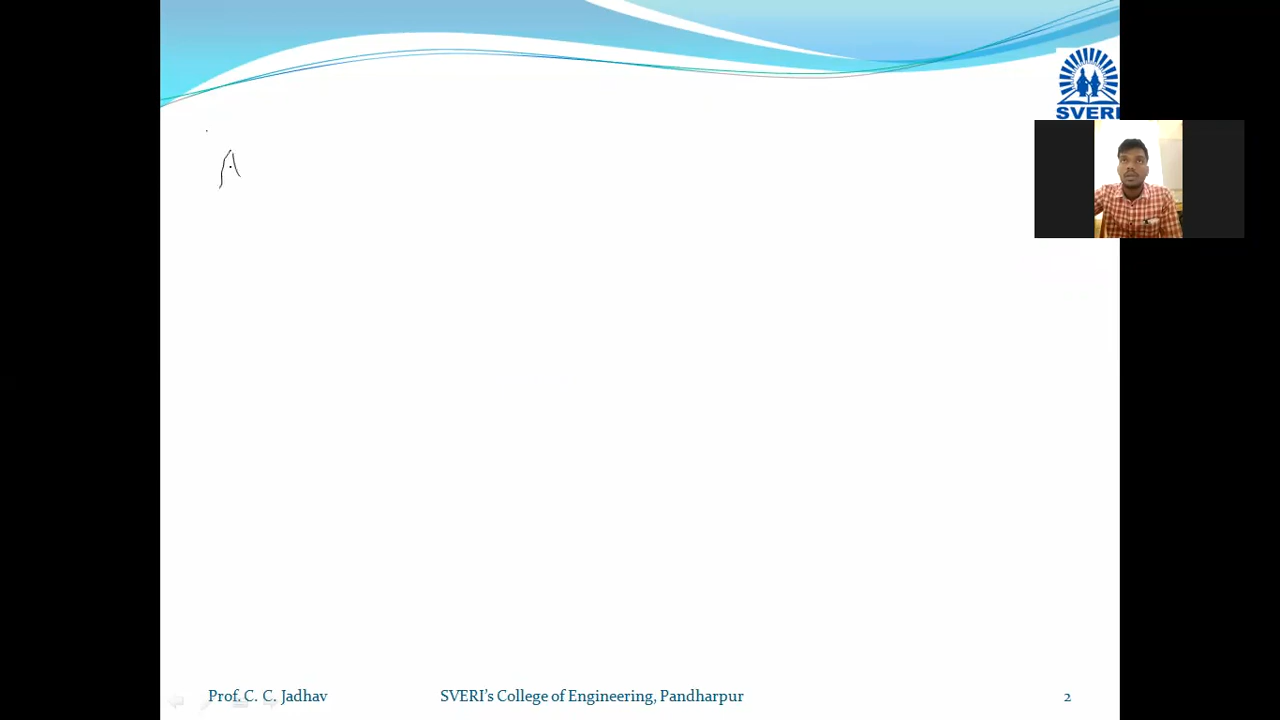 SVERI
A
Prof. C. C. Jadhav
SVERI's College of Engineering, Pandharpur
2